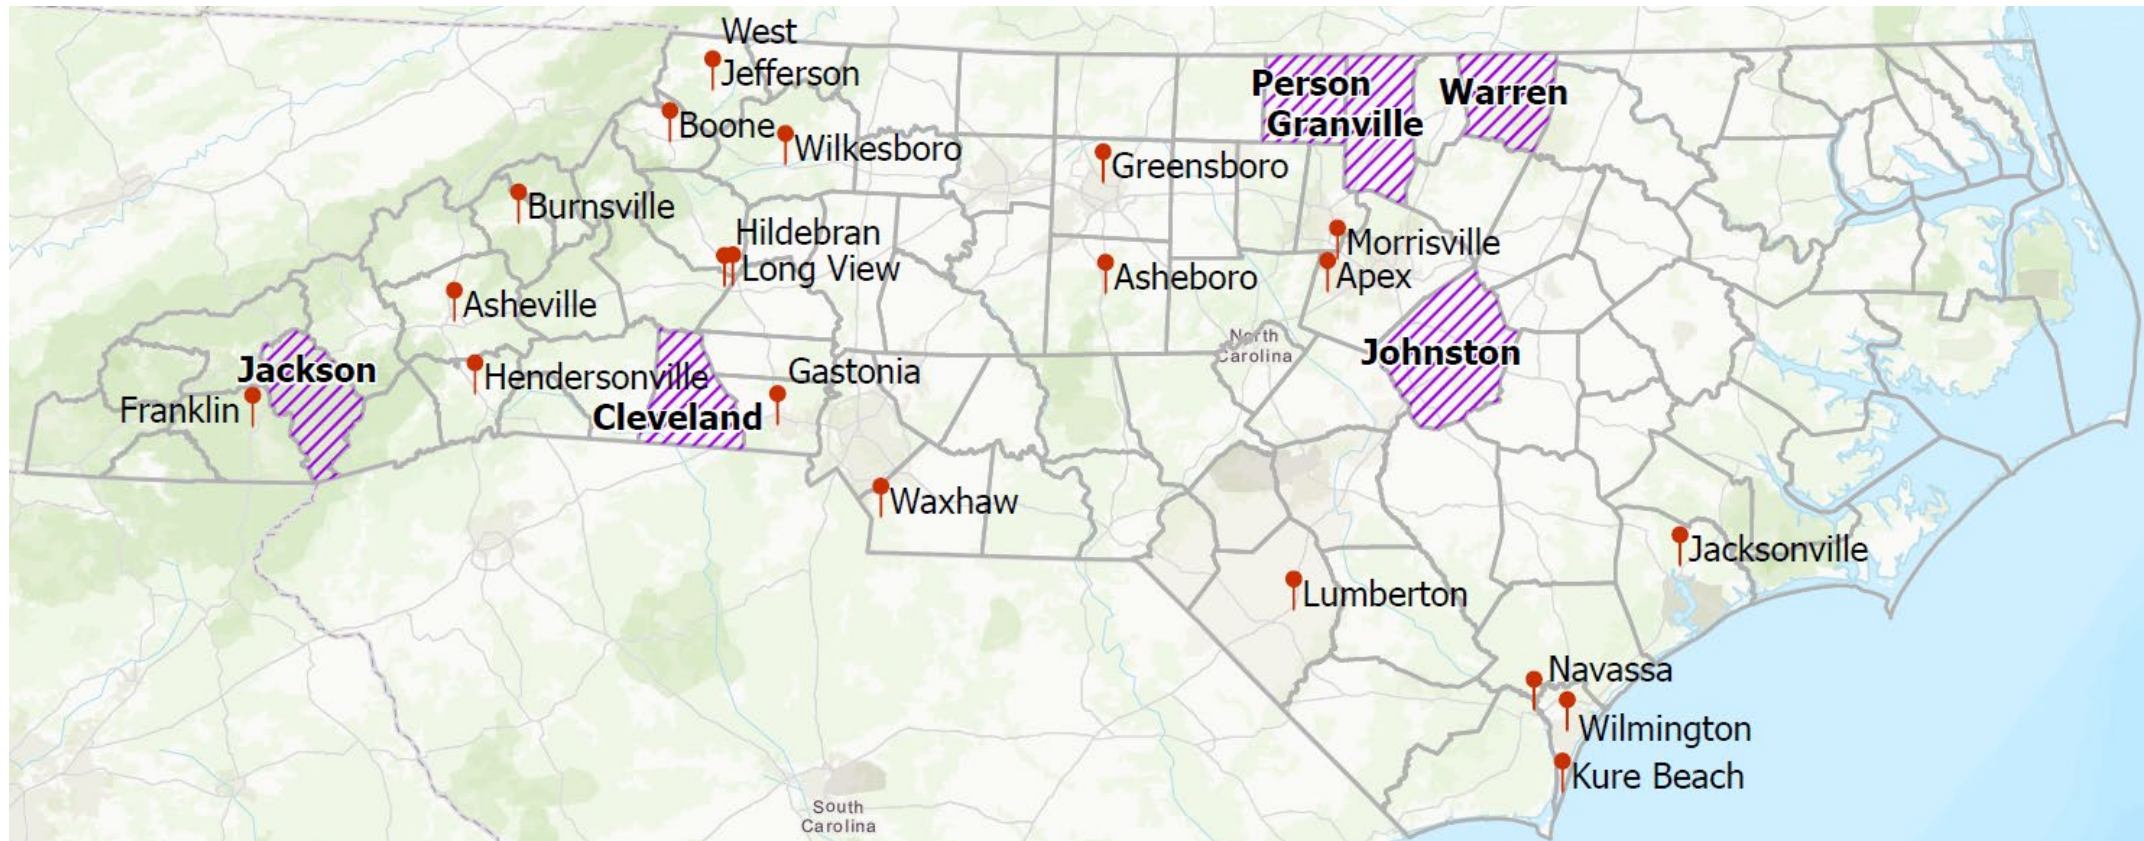 West
Jefferson
Boone
Wilkesboro
Person
Granville
Warren
Greensboro
Burnsville
Hildebran
Long View
Morrisville
Apex
Asheboro
Asheville
North
Carolina
Johnston
Jackson
Hendersonville
Gastonia
Franklin
Cleveland
Waxhaw
Jacksonville
Lumberton
Navassa
Wilmington
Kure Beach
South
Carolina